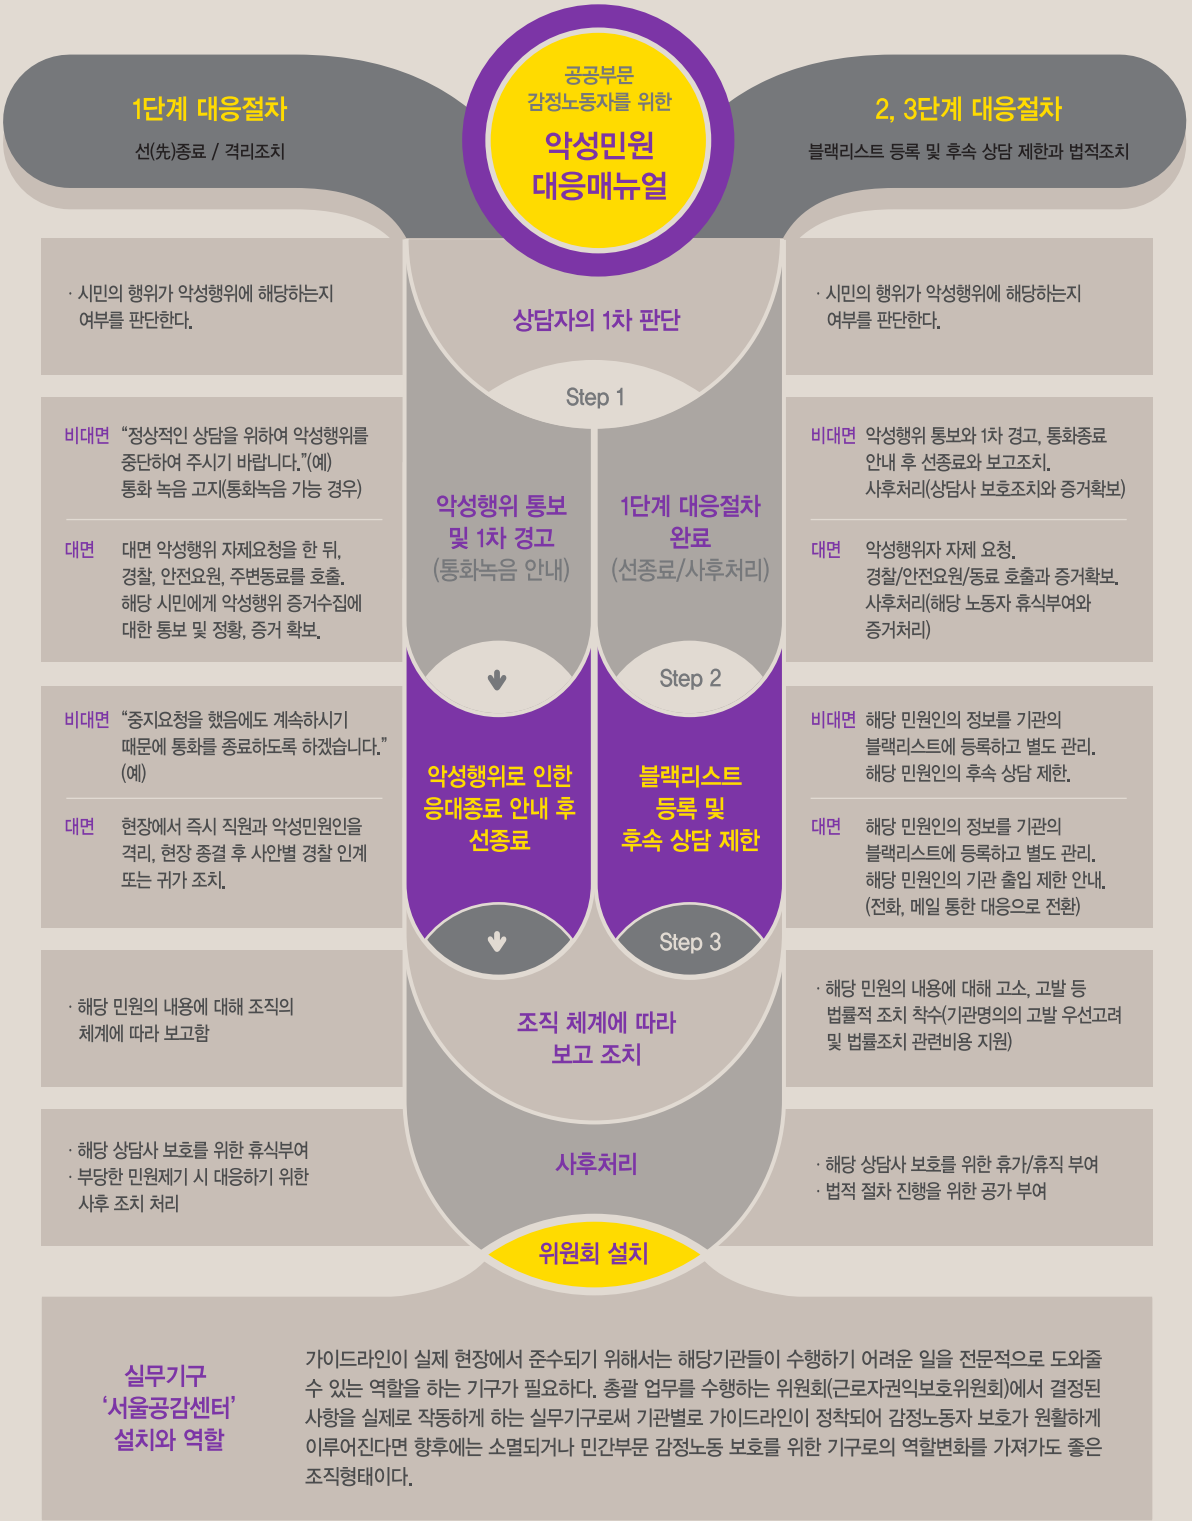 공공부문
감정노동자를 위한
악성민원
대응매뉴얼
1단계 대응절차
선(先)종료 / 격리조치
2, 3단계 대응절차
블랙리스트 등록 및 후속 상담 제한과 법적조치
· 시민의 행위가 악성행위에 해당하는지
여부를 판단한다.
상담자의 1차 판단
· 시민의 행위가 악성행위에 해당하는지
여부를 판단한다.
Step 1
비대면 “정상적인 상담을 위하여 악성행위를
중단하여 주시기 바랍니다.”(예)
통화 녹음 고지(통화녹음 가능 경우)
대면 대면 악성행위 자제요청을 한 뒤,
경찰, 안전요원, 주변동료를 호출.
해당 시민에게 악성행위 증거수집에
대한 통보 및 정황, 증거 확보.
악성행위 통보
및 1차 경고
(통화녹음 안내)
1단계 대응절차
완료
(선종료/사후처리)
비대면 악성행위 통보와 1차 경고, 통화종료
안내 후 선종료와 보고조치.
사후처리(상담사 보호조치와 증거확보)
대면 악성행위자 자제 요청.
경찰/안전요원/동료 호출과 증거확보.
사후처리(해당 노동자 휴식부여와
증거처리)
Step 2
비대면 “중지요청을 했음에도 계속하시기
때문에 통화를 종료하도록 하겠습니다.”
(예)
대면 현장에서 즉시 직원과 악성민원인을
격리, 현장 종결 후 사안별 경찰 인계
또는 귀가 조치.
악성행위로 인한
응대종료 안내 후
선종료
블랙리스트
등록 및
후속 상담 제한
비대면 해당 민원인의 정보를 기관의
블랙리스트에 등록하고 별도 관리.
해당 민원인의 후속 상담 제한.
대면 해당 민원인의 정보를 기관의
블랙리스트에 등록하고 별도 관리.
해당 민원인의 기관 출입 제한 안내.
(전화, 메일 통한 대응으로 전환)
Step 3
· 해당 민원의 내용에 대해 조직의
체계에 따라 보고함
조직 체계에 따라
보고 조치
· 해당 민원의 내용에 대해 고소, 고발 등
법률적 조치 착수(기관명의의 고발 우선고려
및 법률조치 관련비용 지원)
· 해당 상담사 보호를 위한 휴식부여
· 부당한 민원제기 시 대응하기 위한
사후 조치 처리
사후처리
· 해당 상담사 보호를 위한 휴가/휴직 부여
· 법적 절차 진행을 위한 공가 부여
위원회 설치
실무기구
‘서울공감센터’
설치와 역할
가이드라인이 실제 현장에서 준수되기 위해서는 해당기관들이 수행하기 어려운 일을 전문적으로 도와줄
수 있는 역할을 하는 기구가 필요하다. 총괄 업무를 수행하는 위원회(근로자권익보호위원회)에서 결정된
사항을 실제로 작동하게 하는 실무기구로써 기관별로 가이드라인이 정착되어 감정노동자 보호가 원활하게
이루어진다면 향후에는 소멸되거나 민간부문 감정노동 보호를 위한 기구로의 역할변화를 가져가도 좋은
조직형태이다.